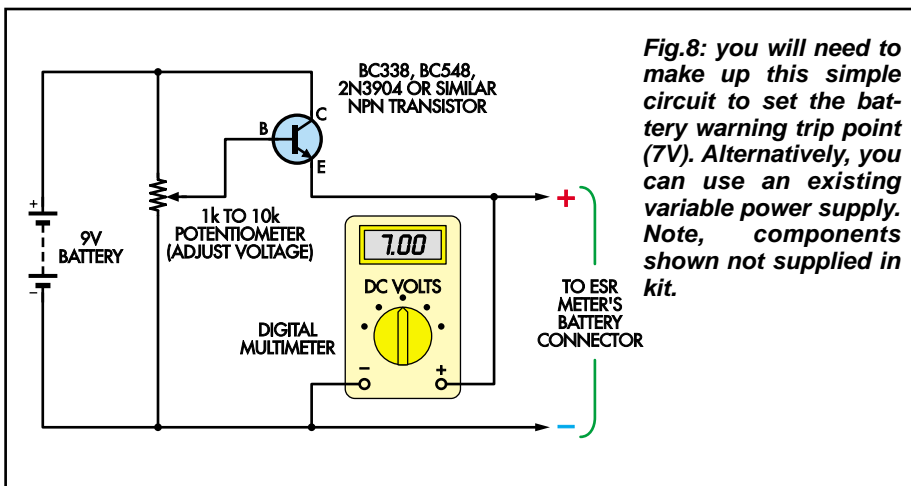 BC338, BC548,
2N3904 OR SIMILAR
NPN TRANSISTOR
C
B
E
+
9V
BATTERY
−
1k TO 10k
POTENTIOMETER
(ADJUST VOLTAGE)
7.00
DC VOLTS
DIGITAL
MULTIMETER
− +
+
TO ESR
METER'S
BATTERY
CONNECTOR
−
Fig.8: you will need to
make up this simple
circuit to set the bat-
tery warning trip point
(7V). Alternatively, you
can use an existing
variable power supply.
Note, components
shown not supplied in
kit.